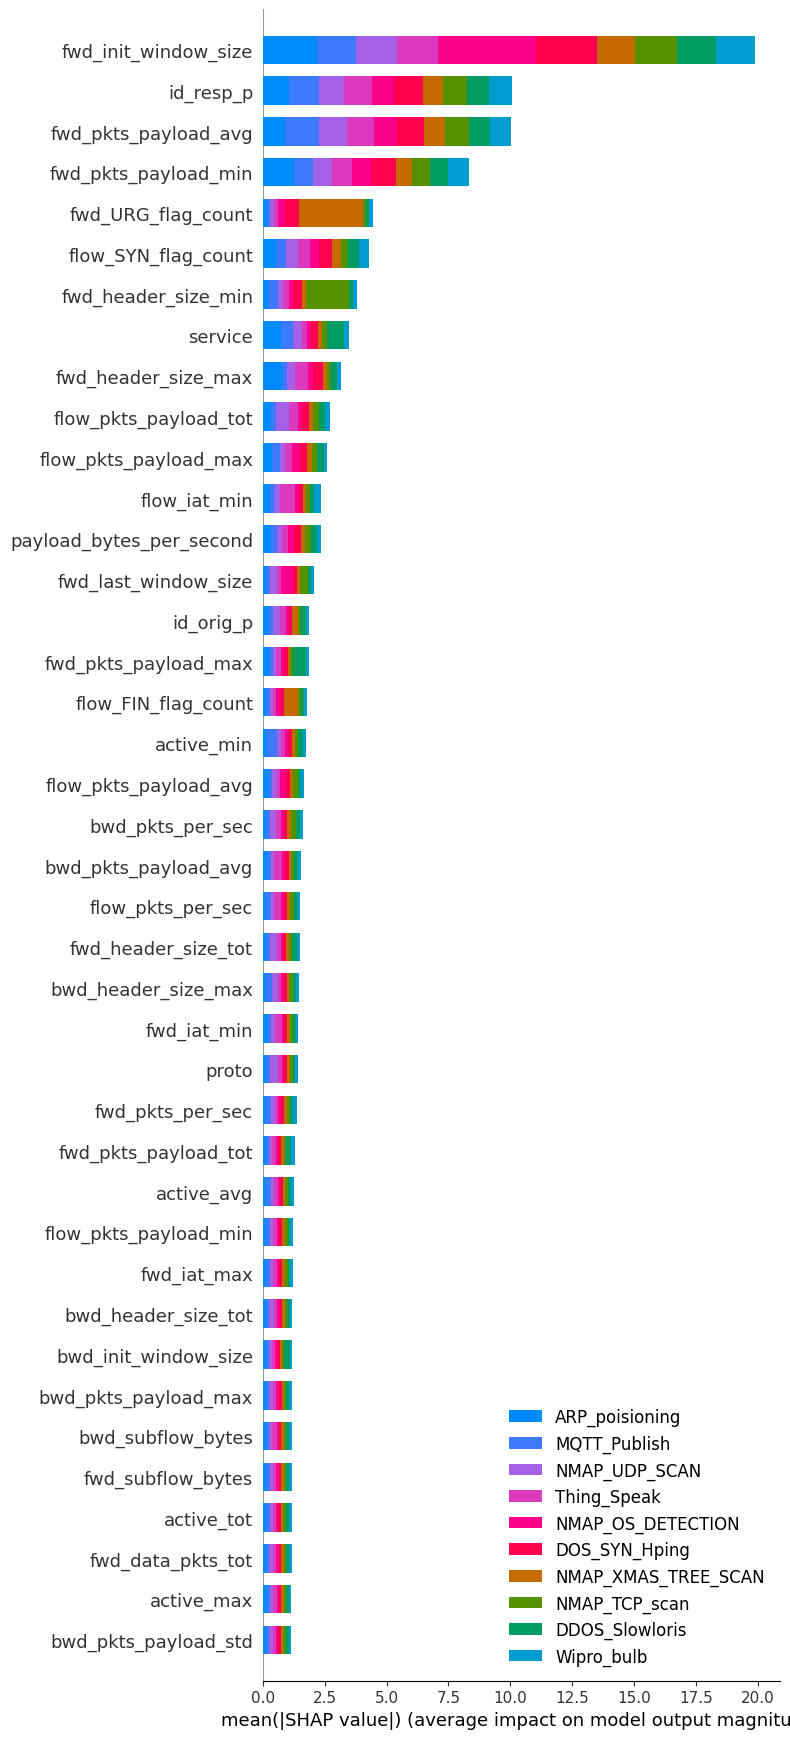 fwd_init_window_size
id_resp_p
fwd_pkts_payload_avg
fwd_pkts_payload_min
fwd_URG_flag_count
flow_SYN_flag_count
fwd_header_size_min
service
fwd_header_size_max
flow_pkts_payload_tot
flow_pkts_payload_max
flow_iat_min
payload_bytes_per_second
fwd_last_window_size
id_orig_p
fwd_pkts_payload_max
flow_FIN_flag_count
active_min
flow_pkts_payload_avg
bwd_pkts_per_sec
bwd_pkts_payload_avg
flow_pkts_per_sec
fwd_header_size_tot
bwd_header_size_max
fwd_iat_min
proto
fwd_pkts_per_sec
fwd_pkts_payload_tot
active_avg
flow_pkts_payload_min
fwd_iat_max
bwd_header_size_tot
bwd_init_window_size
bwd_pkts_payload_max
bwd_subflow_bytes
fwd_subflow_bytes
active_tot
fwd_data_pkts_tot
active_max
bwd_pkts_payload_std
ARP_poisioning
MQTT_Publish
NMAP_UDP_SCAN
Thing_Speak
NMAP_OS_DETECTION
DOS_SYN_Hping
NMAP_XMAS_TREE_SCAN
NMAP_TCP_scan
DDOS_Slowloris
Wipro_bulb
0.0 2.5 5.0 7.5 10.0 12.5 15.0 17.5 20.0
mean(|SHAP value|) (average impact on model output magnitu